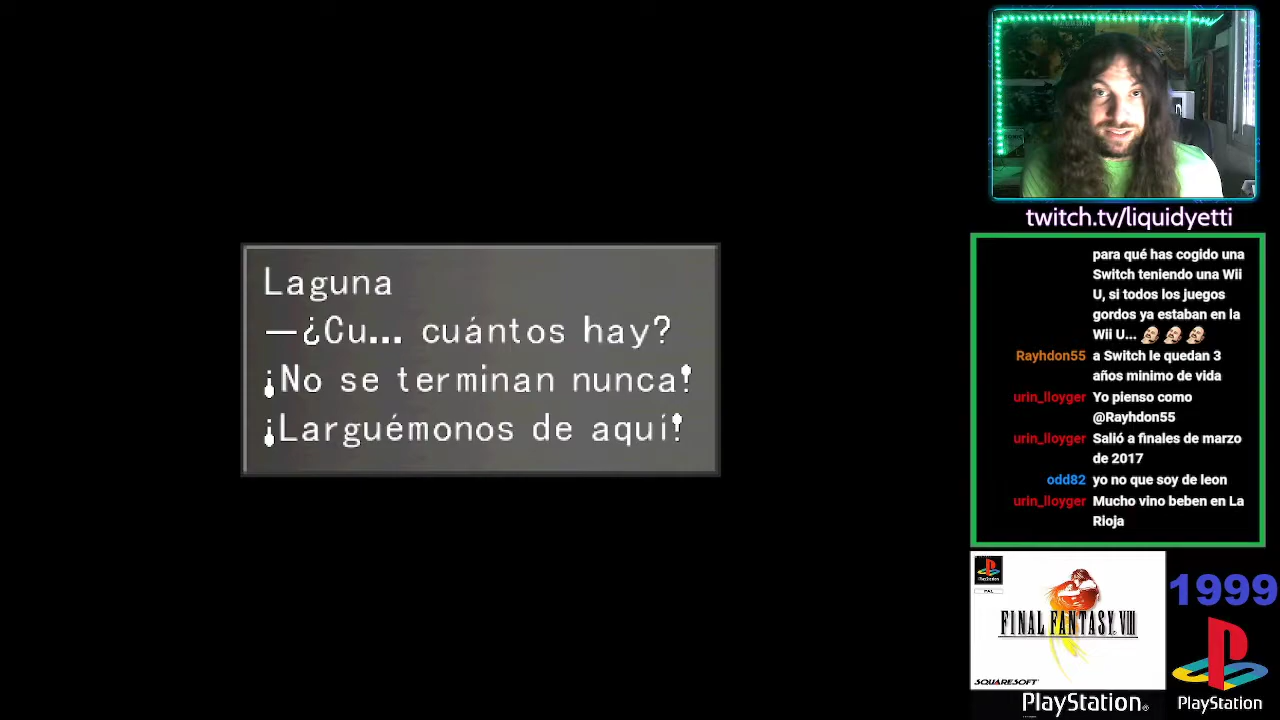 Laguna
—¿Cu... cuántos hay?
¡No se terminan nunca!
¡Larguémonos de aquí!
twitch.tv/liquidyetti
para qué has cogido una
Switch teniendo una Wii
U, si todos los juegos
gordos ya estaban en la
Wii U...
Rayhdon55 a Switch le quedan 3
años minimo de vida
urin_lloyger Yo pienso como
@Rayhdon55
urin_lloyger Salió a finales de marzo
de 2017
odd82 yo no que soy de leon
urin_lloyger Mucho vino beben en La
Rioja
PlayStation
PAL
FINAL FANTASY VIII
SQUARESOFT
PlayStation
1999
PlayStation